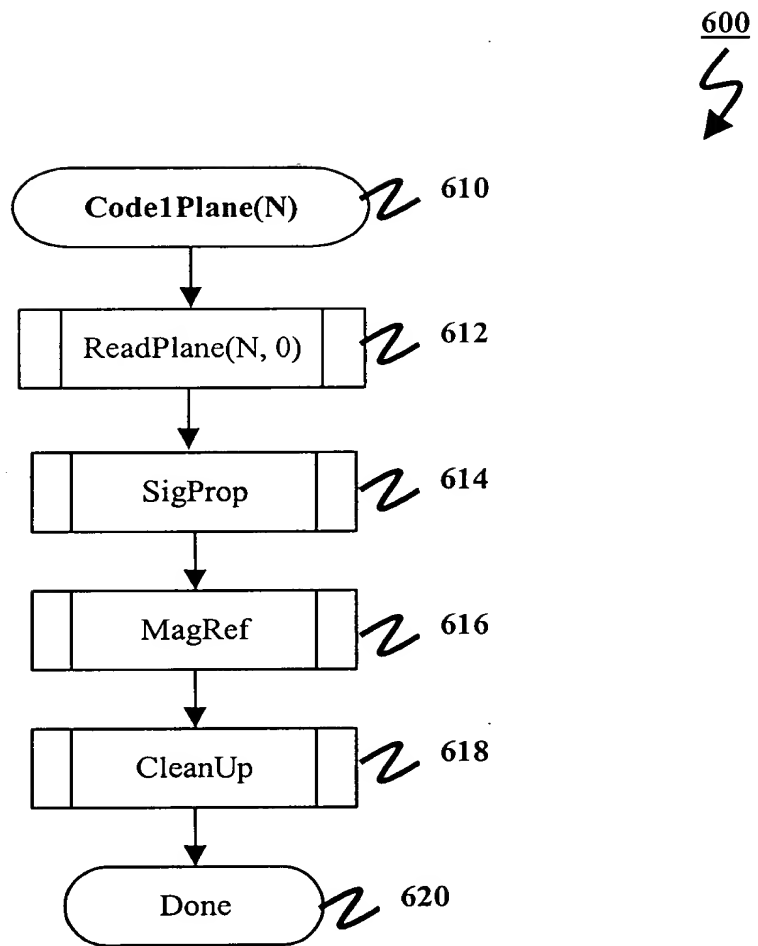 600
Code1Plane(N)
610
ReadPlane(N, 0)
612
SigProp
614
MagRef
616
CleanUp
618
Done
620